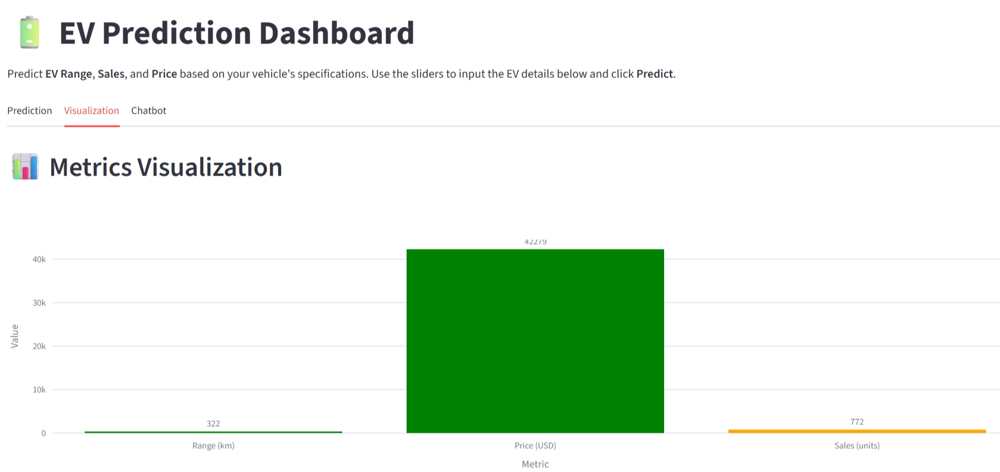 EV Prediction Dashboard
Predict EV Range, Sales, and Price based on your vehicle's specifications. Use the sliders to input the EV details below and click Predict.
Prediction Visualization Chatbot
Metrics Visualization
42279
40k
30k
20k
10k
0
Value
322
772
Range (km) Price (USD) Sales (units)
Metric